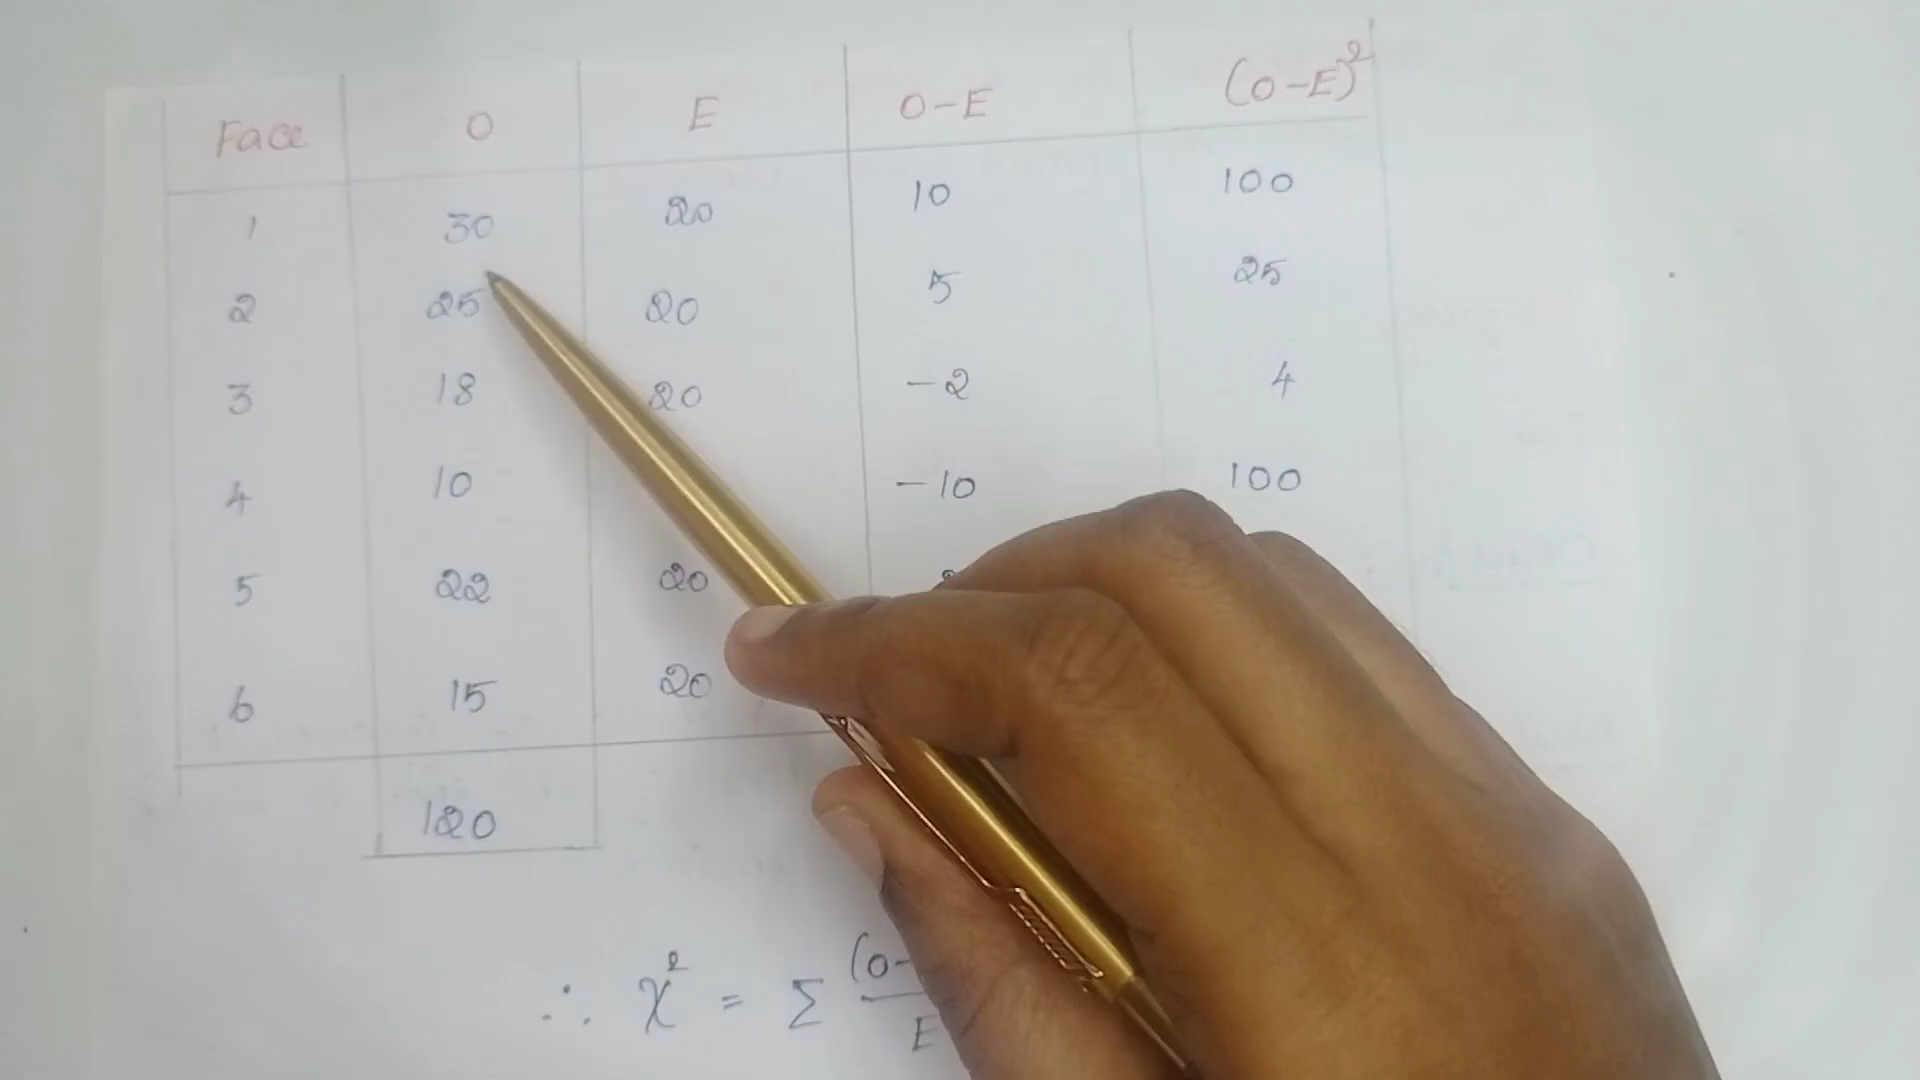 Face O E O-E (O-E)²
1 30 20 10 100
2 25 20 5 25
3 18 20 -2 4
4 10 -10 100
5 22 20
6 15 20
120
∴ χ² = Σ (O- / E